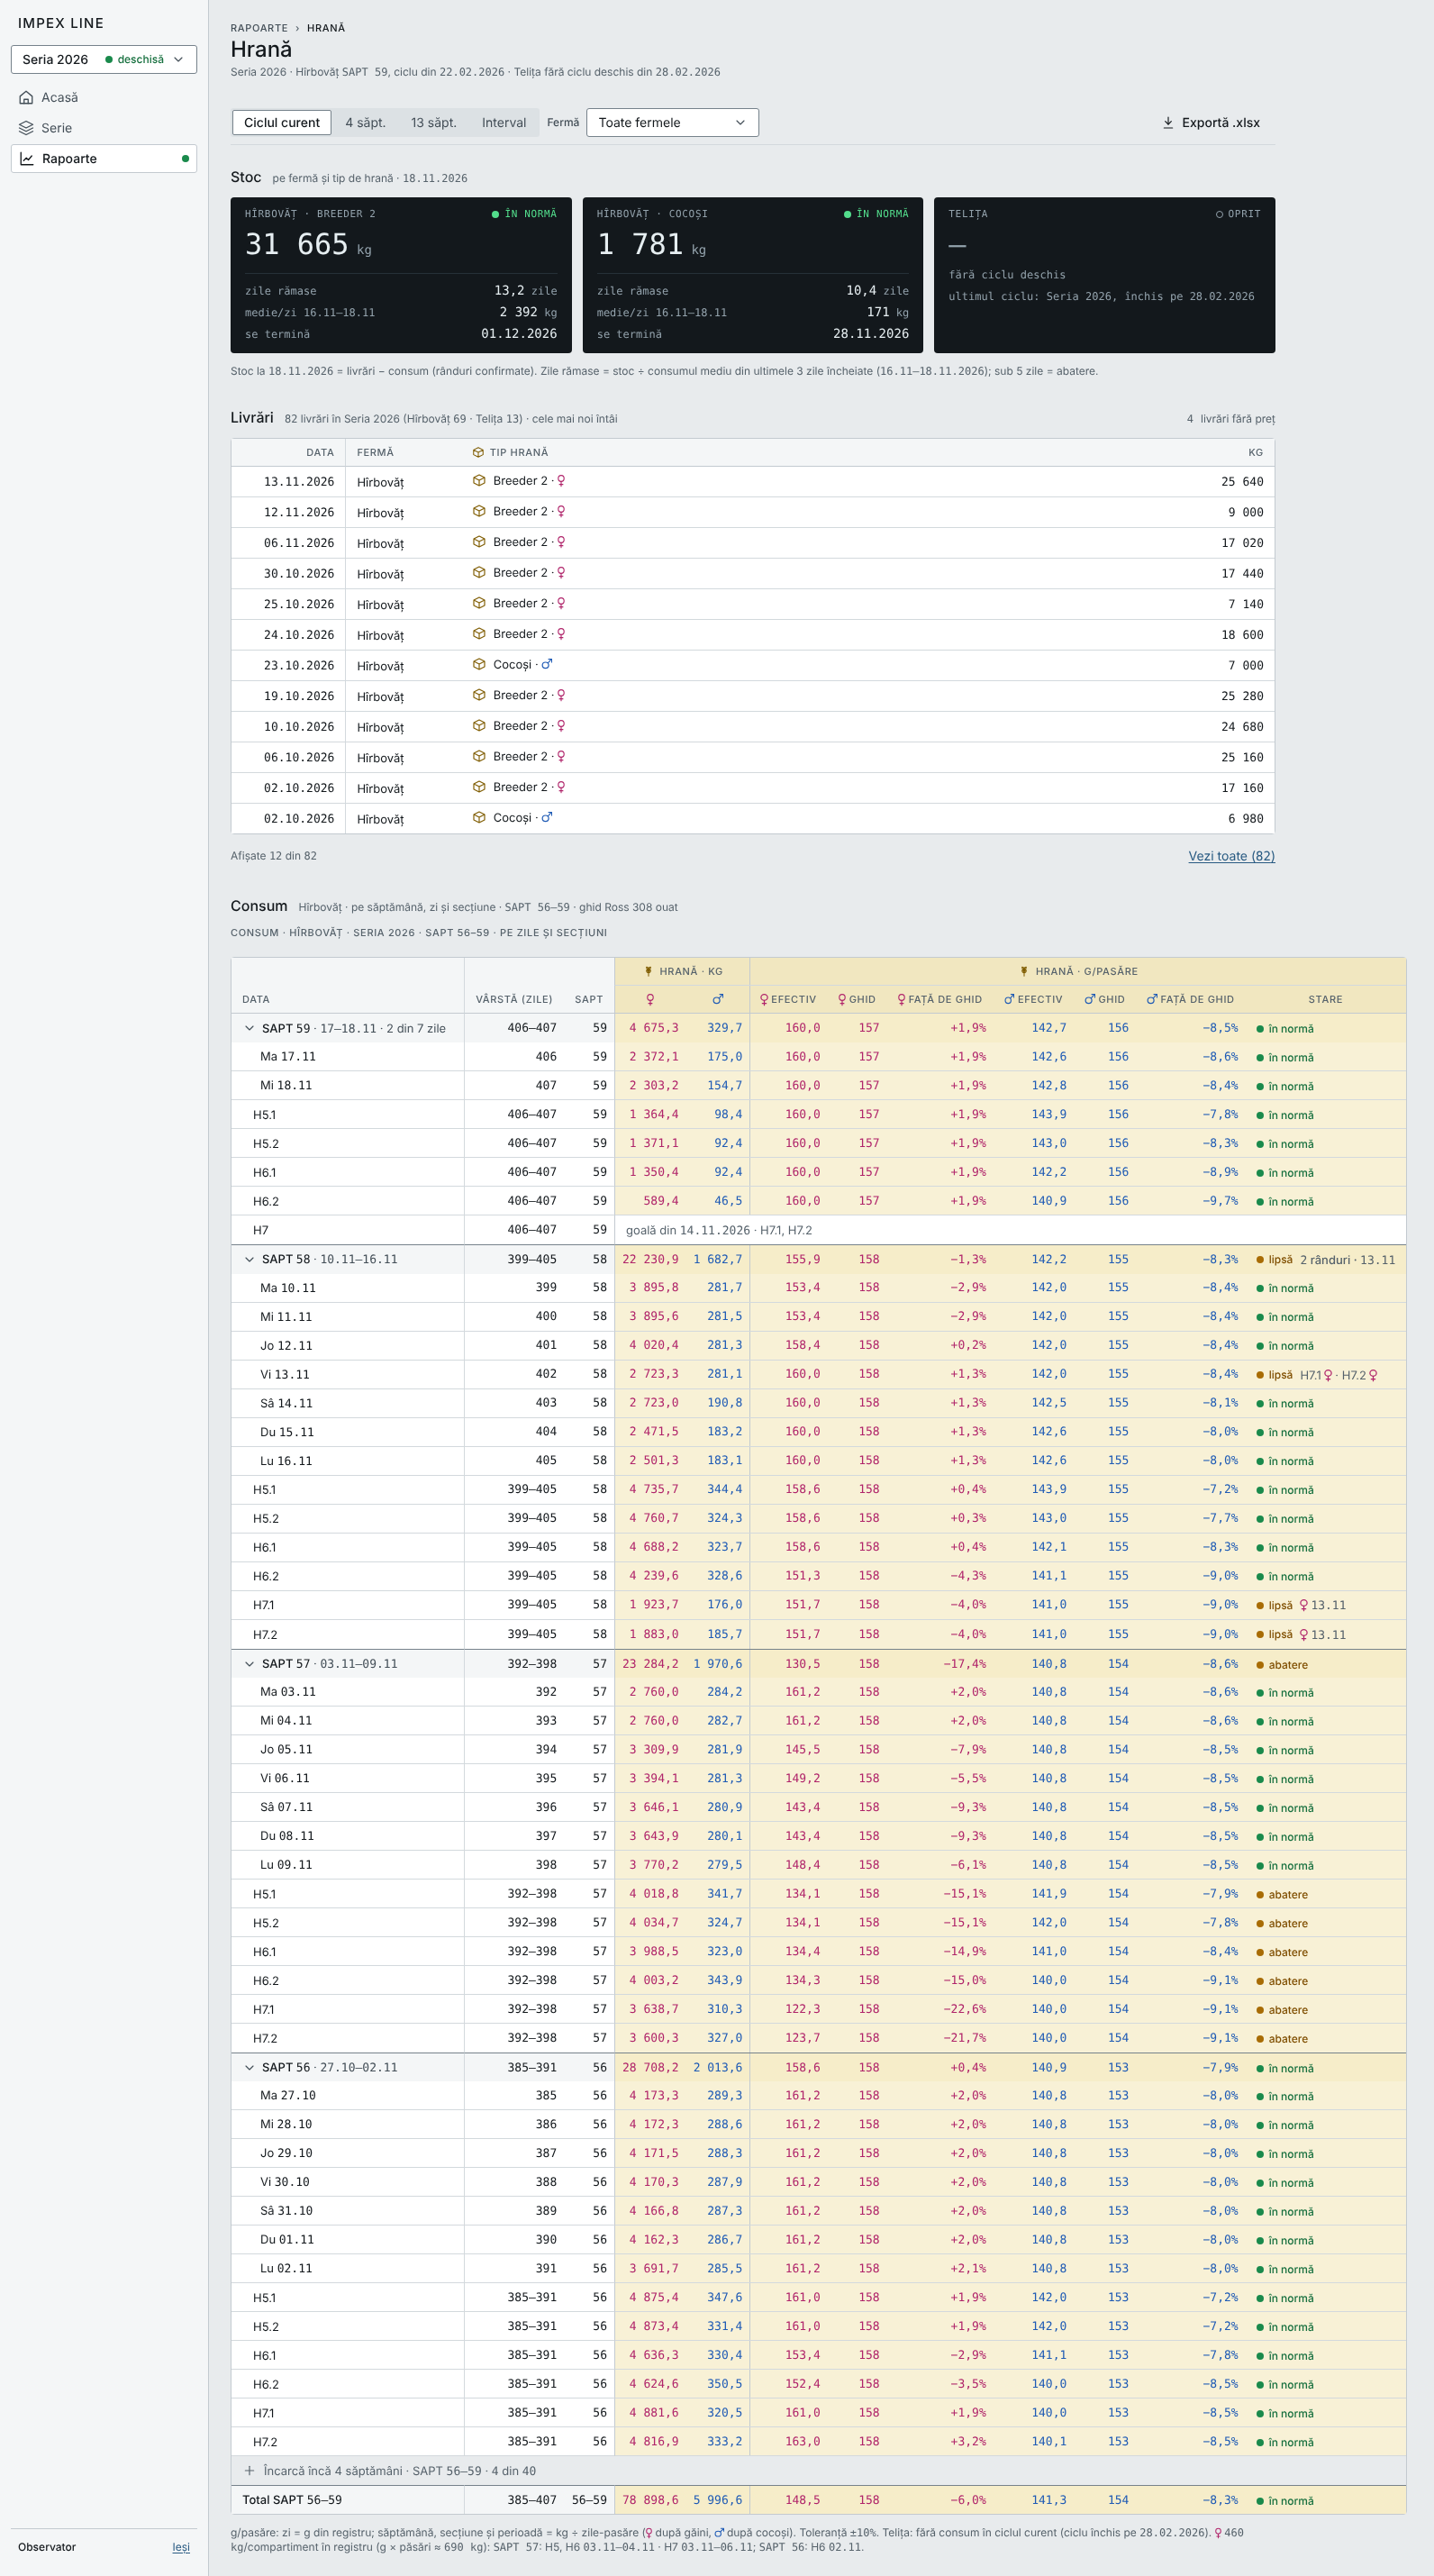 IMPEX LINE
Seria 2026 deschisă
Acasă
Serie
Rapoarte
RAPOARTE › HRANĂ
Hrană
Seria 2026 · Hîrbovăț SAPT 59, ciclu din 22.02.2026 · Telița fără ciclu deschis din 28.02.2026
Ciclul curent 4 săpt. 13 săpt. Interval Fermă Toate fermele Exportă .xlsx
Stoc pe fermă și tip de hrană · 18.11.2026
HÎRBOVĂȚ · BREEDER 2 ÎN NORMĂ
31 665 kg
zile rămase 13,2 zile
medie/zi 16.11–18.11 2 392 kg
se termină 01.12.2026
HÎRBOVĂȚ · COCOȘI ÎN NORMĂ
1 781 kg
zile rămase 10,4 zile
medie/zi 16.11–18.11 171 kg
se termină 28.11.2026
TELIȚA OPRIT
—
fără ciclu deschis
ultimul ciclu: Seria 2026, închis pe 28.02.2026
Stoc la 18.11.2026 = livrări − consum (rânduri confirmate). Zile rămase = stoc ÷ consumul mediu din ultimele 3 zile încheiate (16.11–18.11.2026); sub 5 zile = abatere.
Livrări 82 livrări în Seria 2026 (Hîrbovăț 69 · Telița 13) · cele mai noi întâi 4 livrări fără preț
DATA FERMĂ TIP HRANĂ KG
13.11.2026 Hîrbovăț Breeder 2 · ♀ 25 640
12.11.2026 Hîrbovăț Breeder 2 · ♀ 9 000
06.11.2026 Hîrbovăț Breeder 2 · ♀ 17 020
30.10.2026 Hîrbovăț Breeder 2 · ♀ 17 440
25.10.2026 Hîrbovăț Breeder 2 · ♀ 7 140
24.10.2026 Hîrbovăț Breeder 2 · ♀ 18 600
23.10.2026 Hîrbovăț Cocoși · ♂ 7 000
19.10.2026 Hîrbovăț Breeder 2 · ♀ 25 280
10.10.2026 Hîrbovăț Breeder 2 · ♀ 24 680
06.10.2026 Hîrbovăț Breeder 2 · ♀ 25 160
02.10.2026 Hîrbovăț Breeder 2 · ♀ 17 160
02.10.2026 Hîrbovăț Cocoși · ♂ 6 980
Afișate 12 din 82 Vezi toate (82)
Consum Hîrbovăț · pe săptămână, zi și secțiune · SAPT 56–59 · ghid Ross 308 ouat
CONSUM · HÎRBOVĂȚ · SERIA 2026 · SAPT 56–59 · PE ZILE ȘI SECȚIUNI
HRANĂ · KG HRANĂ · G/PASĂRE
DATA VÂRSTĂ (ZILE) SAPT ♀ ♂ ♀ EFECTIV ♀ GHID ♀ FAȚĂ DE GHID ♂ EFECTIV ♂ GHID ♂ FAȚĂ DE GHID STARE
SAPT 59 · 17–18.11 · 2 din 7 zile 406–407 59 4 675,3 329,7 160,0 157 +1,9% 142,7 156 −8,5% în normă
Ma 17.11 406 59 2 372,1 175,0 160,0 157 +1,9% 142,6 156 −8,6% în normă
Mi 18.11 407 59 2 303,2 154,7 160,0 157 +1,9% 142,8 156 −8,4% în normă
H5.1 406–407 59 1 364,4 98,4 160,0 157 +1,9% 143,9 156 −7,8% în normă
H5.2 406–407 59 1 371,1 92,4 160,0 157 +1,9% 143,0 156 −8,3% în normă
H6.1 406–407 59 1 350,4 92,4 160,0 157 +1,9% 142,2 156 −8,9% în normă
H6.2 406–407 59 589,4 46,5 160,0 157 +1,9% 140,9 156 −9,7% în normă
H7 406–407 59 goală din 14.11.2026 · H7.1, H7.2
SAPT 58 · 10.11–16.11 399–405 58 22 230,9 1 682,7 155,9 158 −1,3% 142,2 155 −8,3% lipsă 2 rânduri · 13.11
Ma 10.11 399 58 3 895,8 281,7 153,4 158 −2,9% 142,0 155 −8,4% în normă
Mi 11.11 400 58 3 895,6 281,5 153,4 158 −2,9% 142,0 155 −8,4% în normă
Jo 12.11 401 58 4 020,4 281,3 158,4 158 +0,2% 142,0 155 −8,4% în normă
Vi 13.11 402 58 2 723,3 281,1 160,0 158 +1,3% 142,0 155 −8,4% lipsă H7.1 ♀ · H7.2 ♀
Sâ 14.11 403 58 2 723,0 190,8 160,0 158 +1,3% 142,5 155 −8,1% în normă
Du 15.11 404 58 2 471,5 183,2 160,0 158 +1,3% 142,6 155 −8,0% în normă
Lu 16.11 405 58 2 501,3 183,1 160,0 158 +1,3% 142,6 155 −8,0% în normă
H5.1 399–405 58 4 735,7 344,4 158,6 158 +0,4% 143,9 155 −7,2% în normă
H5.2 399–405 58 4 760,7 324,3 158,6 158 +0,3% 143,0 155 −7,7% în normă
H6.1 399–405 58 4 688,2 323,7 158,6 158 +0,4% 142,1 155 −8,3% în normă
H6.2 399–405 58 4 239,6 328,6 151,3 158 −4,3% 141,1 155 −9,0% în normă
H7.1 399–405 58 1 923,7 176,0 151,7 158 −4,0% 141,0 155 −9,0% lipsă ♀ 13.11
H7.2 399–405 58 1 883,0 185,7 151,7 158 −4,0% 141,0 155 −9,0% lipsă ♀ 13.11
SAPT 57 · 03.11–09.11 392–398 57 23 284,2 1 970,6 130,5 158 −17,4% 140,8 154 −8,6% abatere
Ma 03.11 392 57 2 760,0 284,2 161,2 158 +2,0% 140,8 154 −8,6% în normă
Mi 04.11 393 57 2 760,0 282,7 161,2 158 +2,0% 140,8 154 −8,6% în normă
Jo 05.11 394 57 3 309,9 281,9 145,5 158 −7,9% 140,8 154 −8,5% în normă
Vi 06.11 395 57 3 394,1 281,3 149,2 158 −5,5% 140,8 154 −8,5% în normă
Sâ 07.11 396 57 3 646,1 280,9 143,4 158 −9,3% 140,8 154 −8,5% în normă
Du 08.11 397 57 3 643,9 280,1 143,4 158 −9,3% 140,8 154 −8,5% în normă
Lu 09.11 398 57 3 770,2 279,5 148,4 158 −6,1% 140,8 154 −8,5% în normă
H5.1 392–398 57 4 018,8 341,7 134,1 158 −15,1% 141,9 154 −7,9% abatere
H5.2 392–398 57 4 034,7 324,7 134,1 158 −15,1% 142,0 154 −7,8% abatere
H6.1 392–398 57 3 988,5 323,0 134,4 158 −14,9% 141,0 154 −8,4% abatere
H6.2 392–398 57 4 003,2 343,9 134,3 158 −15,0% 140,0 154 −9,1% abatere
H7.1 392–398 57 3 638,7 310,3 122,3 158 −22,6% 140,0 154 −9,1% abatere
H7.2 392–398 57 3 600,3 327,0 123,7 158 −21,7% 140,0 154 −9,1% abatere
SAPT 56 · 27.10–02.11 385–391 56 28 708,2 2 013,6 158,6 158 +0,4% 140,9 153 −7,9% în normă
Ma 27.10 385 56 4 173,3 289,3 161,2 158 +2,0% 140,8 153 −8,0% în normă
Mi 28.10 386 56 4 172,3 288,6 161,2 158 +2,0% 140,8 153 −8,0% în normă
Jo 29.10 387 56 4 171,5 288,3 161,2 158 +2,0% 140,8 153 −8,0% în normă
Vi 30.10 388 56 4 170,3 287,9 161,2 158 +2,0% 140,8 153 −8,0% în normă
Sâ 31.10 389 56 4 166,8 287,3 161,2 158 +2,0% 140,8 153 −8,0% în normă
Du 01.11 390 56 4 162,3 286,7 161,2 158 +2,0% 140,8 153 −8,0% în normă
Lu 02.11 391 56 3 691,7 285,5 161,2 158 +2,1% 140,8 153 −8,0% în normă
H5.1 385–391 56 4 875,4 347,6 161,0 158 +1,9% 142,0 153 −7,2% în normă
H5.2 385–391 56 4 873,4 331,4 161,0 158 +1,9% 142,0 153 −7,2% în normă
H6.1 385–391 56 4 636,3 330,4 153,4 158 −2,9% 141,1 153 −7,8% în normă
H6.2 385–391 56 4 624,6 350,5 152,4 158 −3,5% 140,0 153 −8,5% în normă
H7.1 385–391 56 4 881,6 320,5 161,0 158 +1,9% 140,0 153 −8,5% în normă
H7.2 385–391 56 4 816,9 333,2 163,0 158 +3,2% 140,1 153 −8,5% în normă
Încarcă încă 4 săptămâni · SAPT 56–59 · 4 din 40
Total SAPT 56–59 385–407 56–59 78 898,6 5 996,6 148,5 158 −6,0% 141,3 154 −8,3% în normă
g/pasăre: zi = g din registru; săptămână, secțiune și perioadă = kg ÷ zile-pasăre (♀ după găini, ♂ după cocoși). Toleranță ±10%. Telița: fără consum în ciclul curent (ciclu închis pe 28.02.2026). ♀ 460
kg/compartiment în registru (g × păsări ≈ 690 kg): SAPT 57: H5, H6 03.11–04.11 · H7 03.11–06.11; SAPT 56: H6 02.11.
Observator Ieși